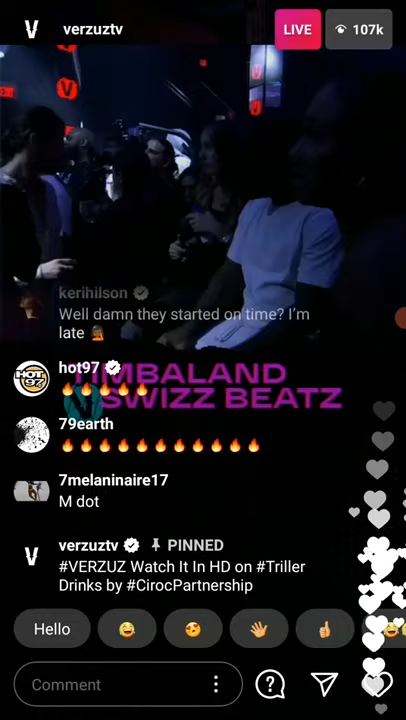 verzuztv
LIVE
107k
kerihilson
Well damn they started on time? I'm
late
hot97
TIMBALAND
SWIZZ BEATZ
79earth
7melaninaire17
M dot
verzuztv PINNED
#VERZUZ Watch It In HD on #Triller
Drinks by #CirocPartnership
Hello
Comment